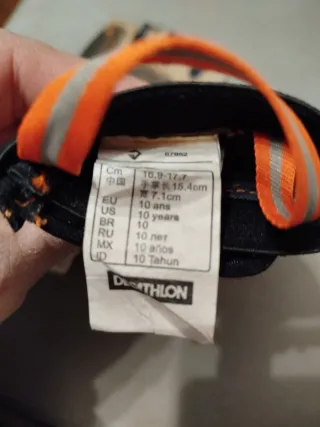 Cm 16.9-17.7
中国 手掌长16.4cm
宽 7.1cm
EU 10 ans
US 10 years
BR 10
RU 10 лет
MX 10 años
ID 10 Tahun
DECATHLON